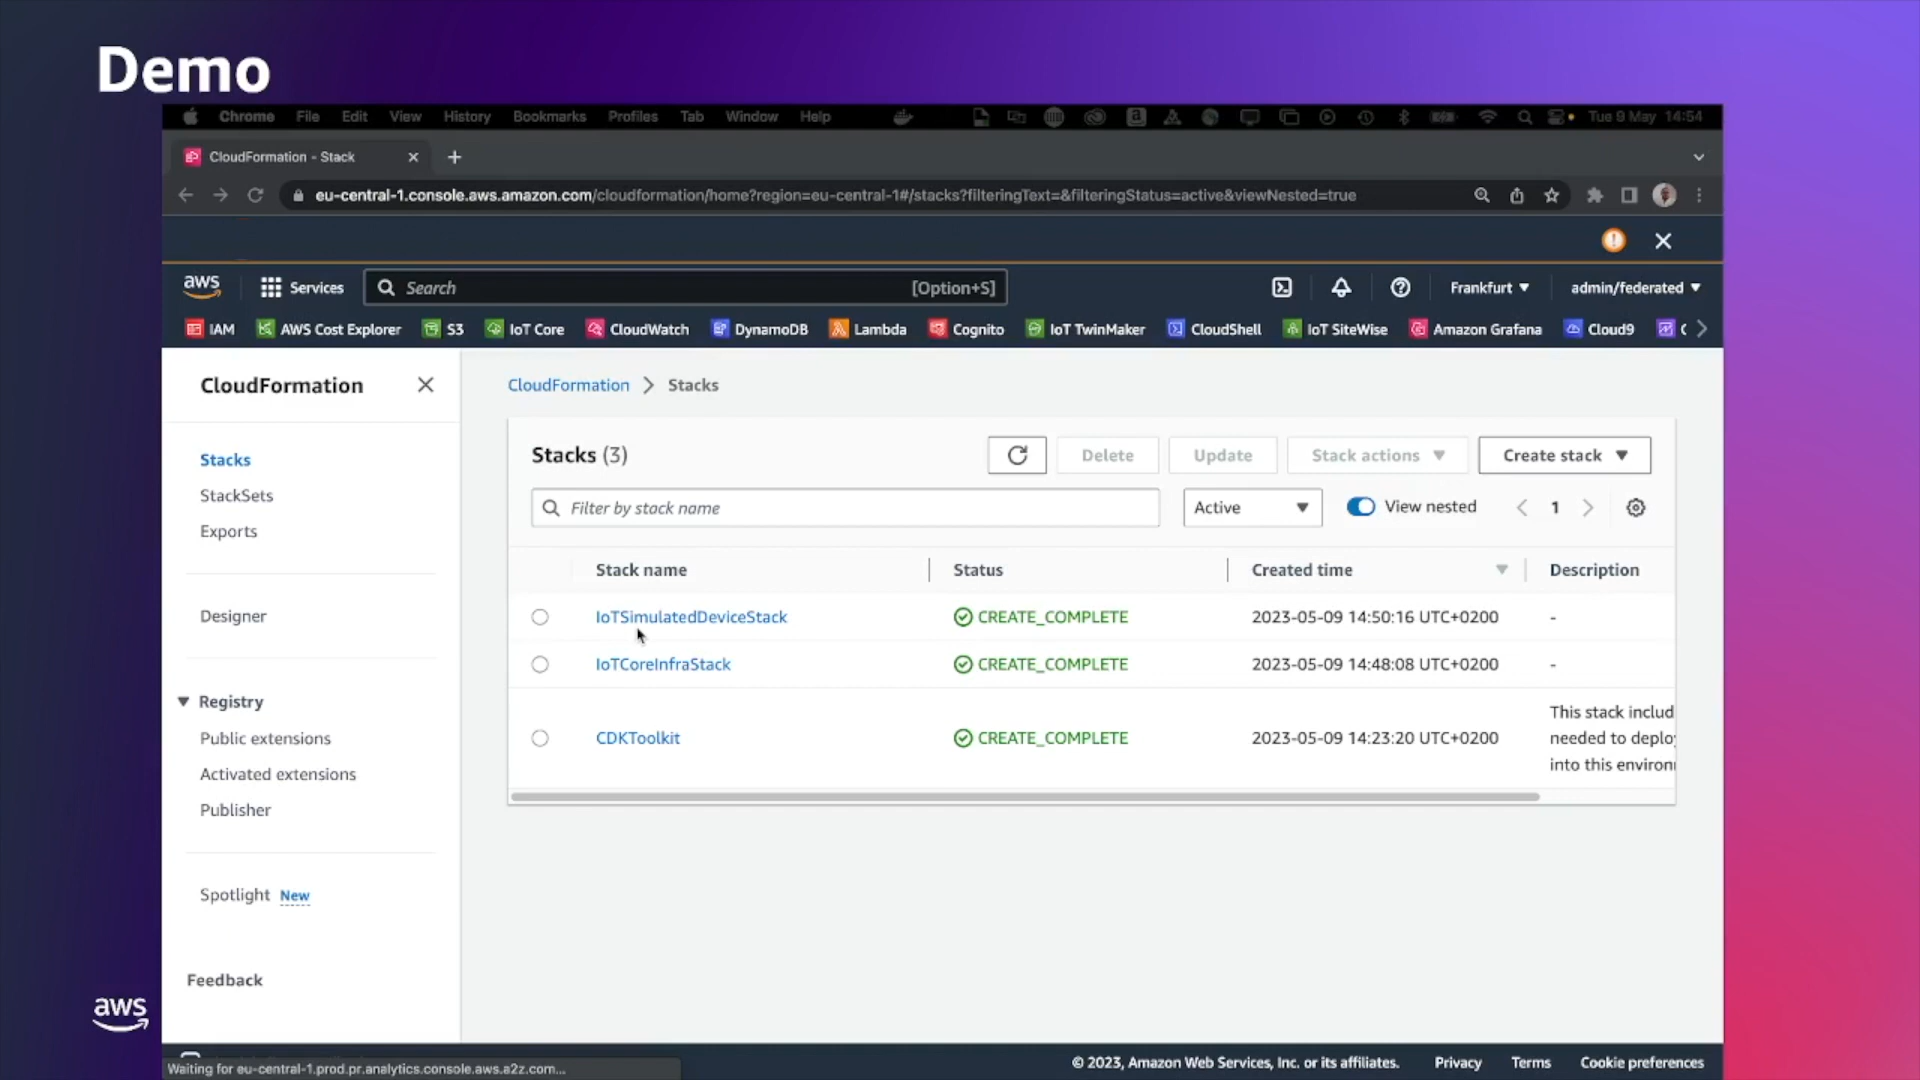 Demo
Chrome File Edit View History Bookmarks Profiles Tab Window Help Tue 9 May 14:54
CloudFormation - Stack
eu-central-1.console.aws.amazon.com/cloudformation/home?region=eu-central-1#/stacks?filteringText=&filteringStatus=active&viewNested=true
aws Services Search [Option+S] Frankfurt admin/federated
IAM AWS Cost Explorer S3 IoT Core CloudWatch DynamoDB Lambda Cognito IoT TwinMaker CloudShell IoT SiteWise Amazon Grafana Cloud9
CloudFormation
Stacks
StackSets
Exports
Designer
Registry
Public extensions
Activated extensions
Publisher
Spotlight New
Feedback
CloudFormation > Stacks
Stacks (3) Delete Update Stack actions Create stack
Filter by stack name Active View nested 1
Stack name Status Created time Description
IoTSimulatedDeviceStack CREATE_COMPLETE 2023-05-09 14:50:16 UTC+0200 -
IoTCoreInfraStack CREATE_COMPLETE 2023-05-09 14:48:08 UTC+0200 -
CDKToolkit CREATE_COMPLETE 2023-05-09 14:23:20 UTC+0200
This stack includ
needed to deplo
into this environ
aws
Waiting for eu-central-1.prod.pr.analytics.console.aws.a2z.com...
© 2023, Amazon Web Services, Inc. or its affiliates. Privacy Terms Cookie preferences